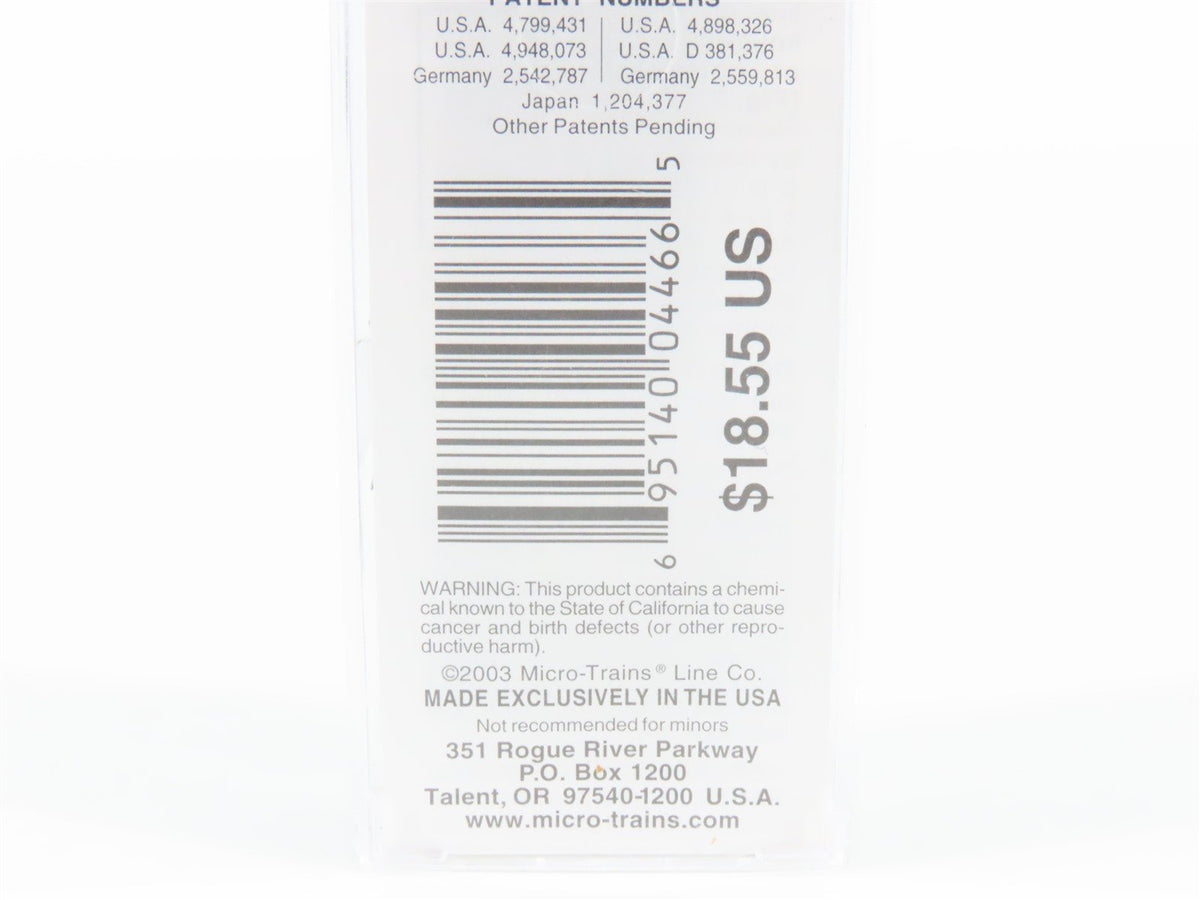 PATENT NUMBERS
U.S.A. 4,799,431 U.S.A. 4,898,326
U.S.A. 4,948,073 U.S.A. D 381,376
Germany 2,542,787 Germany 2,559,813
Japan 1,204,377
Other Patents Pending
6 95140 04466 5
$18.55 US
WARNING: This product contains a chemi-
cal known to the State of California to cause
cancer and birth defects (or other repro-
ductive harm).
©2003 Micro-Trains® Line Co.
MADE EXCLUSIVELY IN THE USA
Not recommended for minors
351 Rogue River Parkway
P.O. Box 1200
Talent, OR 97540-1200 U.S.A.
www.micro-trains.com